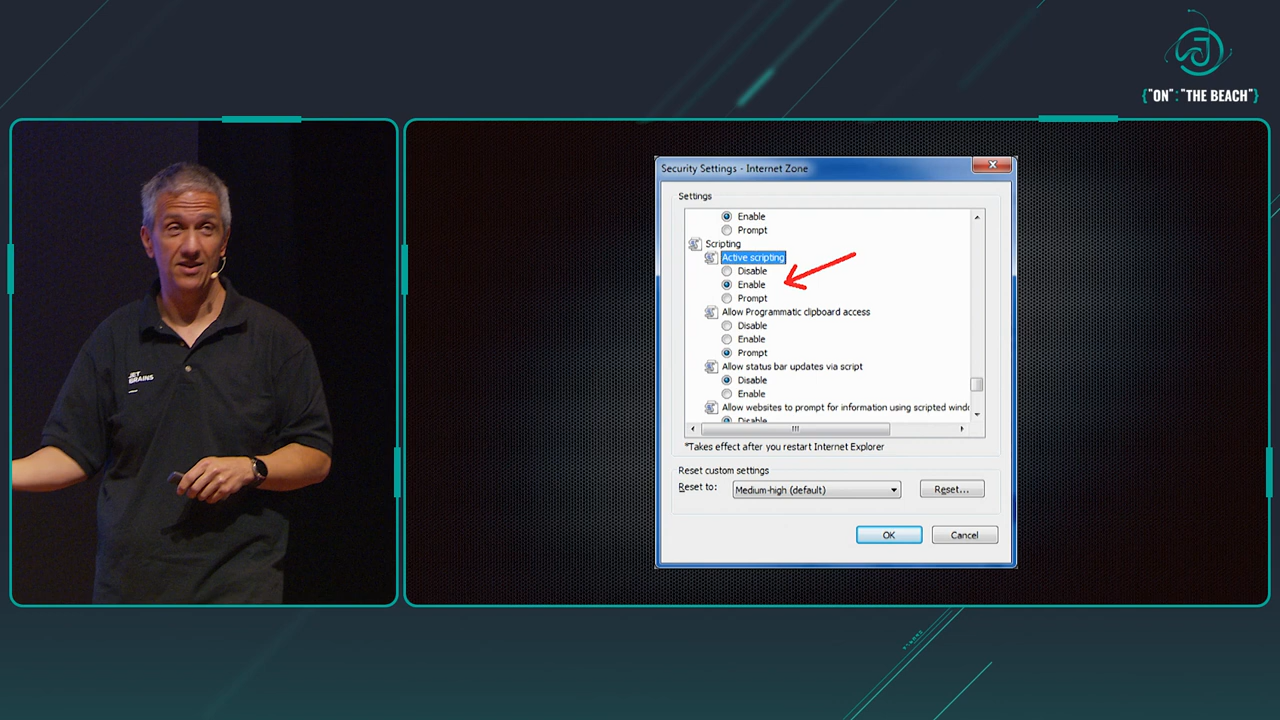 {"ON":"THE BEACH"}
JET
BRAINS
Security Settings - Internet Zone
Settings
Enable
Prompt
Scripting
Active scripting
Disable
Enable
Prompt
Allow Programmatic clipboard access
Disable
Enable
Prompt
Allow status bar updates via script
Disable
Enable
Allow websites to prompt for information using scripted windo
Disable
*Takes effect after you restart Internet Explorer
Reset custom settings
Reset to:
Medium-high (default)
Reset...
OK
Cancel